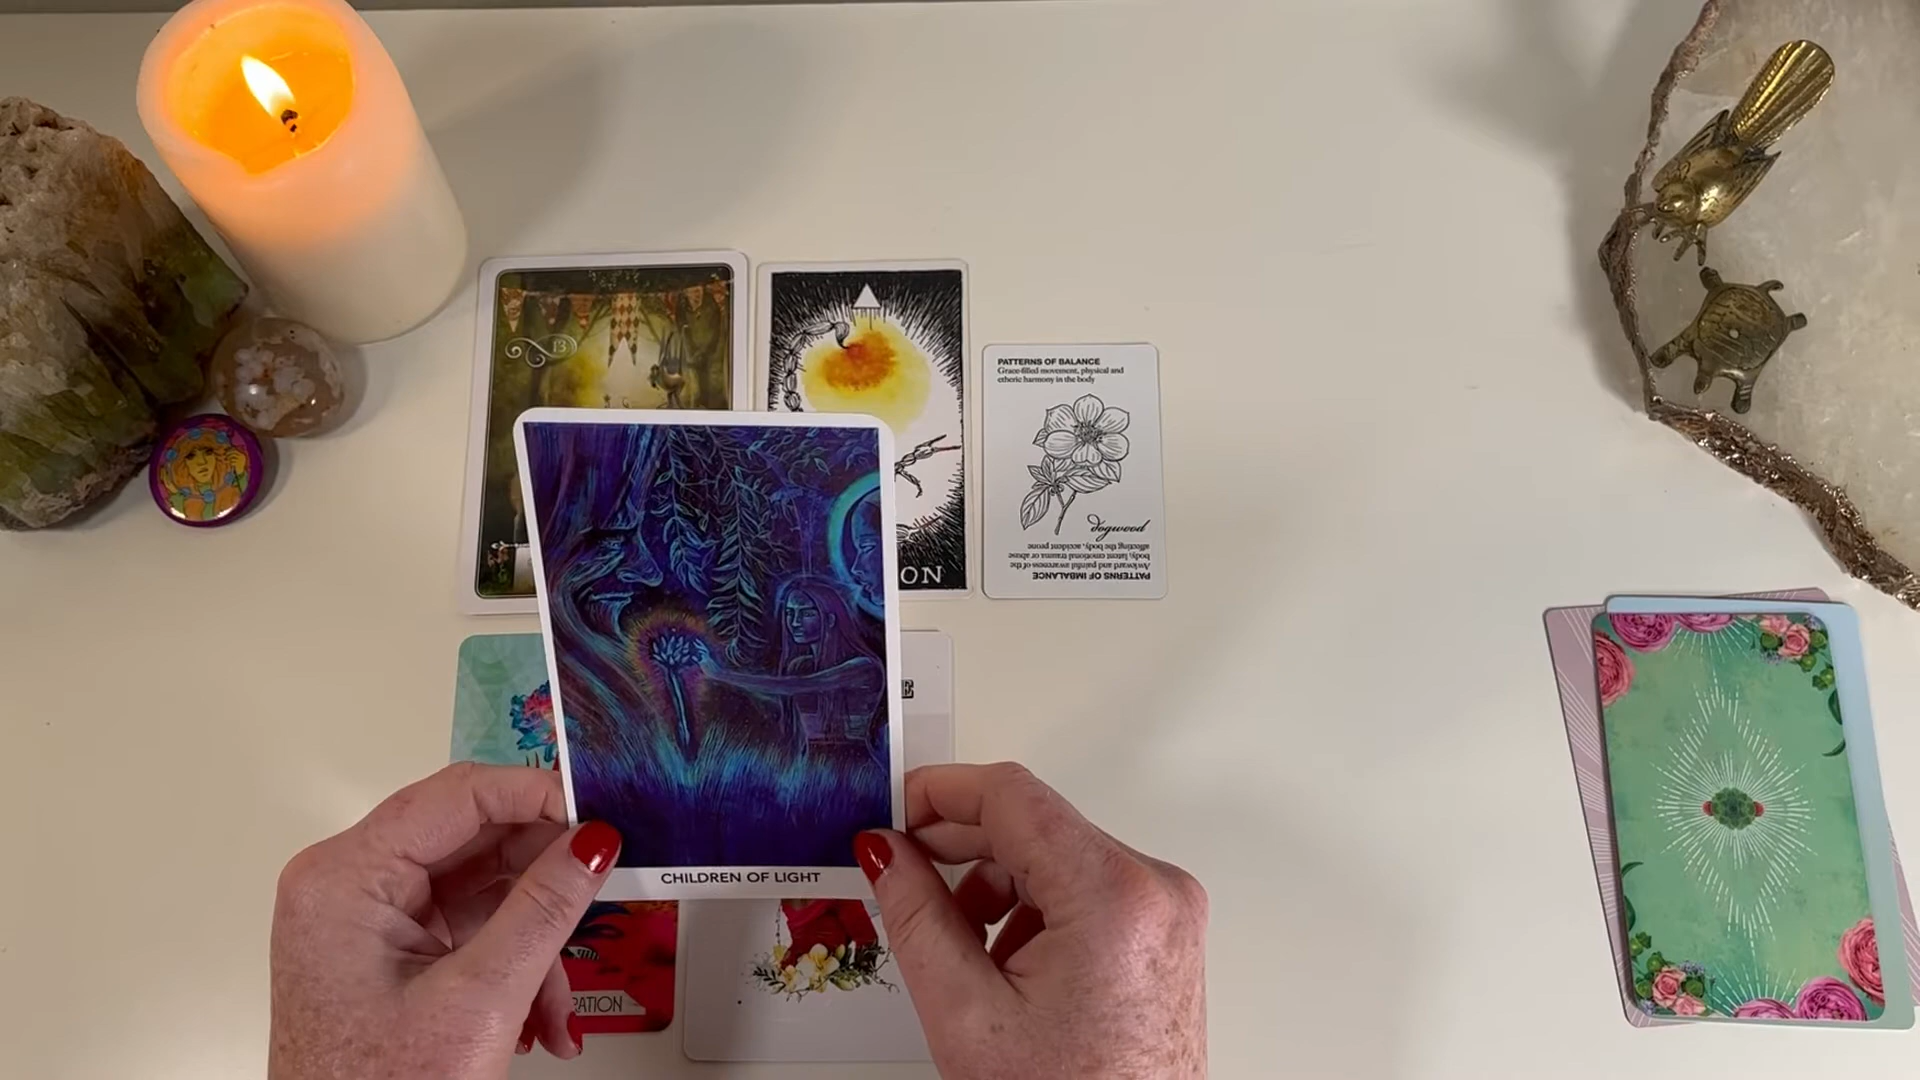 13
PATTERNS OF BALANCE
Grace-filled movement, physical and
etheric harmony in the body
dogwood
PATTERNS OF IMBALANCE
Awkward and painful awareness of the
body, latent emotional trauma or abuse
affecting the body, accident prone
ON
E
CHILDREN OF LIGHT
RATION